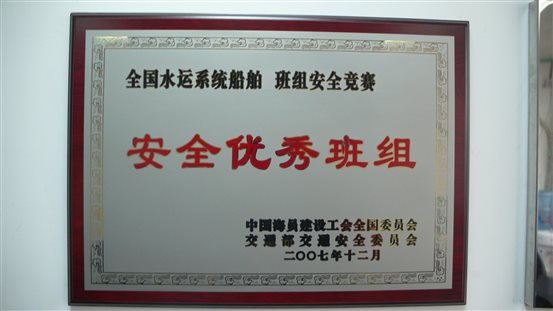 全国水运系统船舶 班组安全竞赛
安全优秀班组
中国海员建设工会全国委员会
交通部交通安全委员会
二〇〇七年十二月